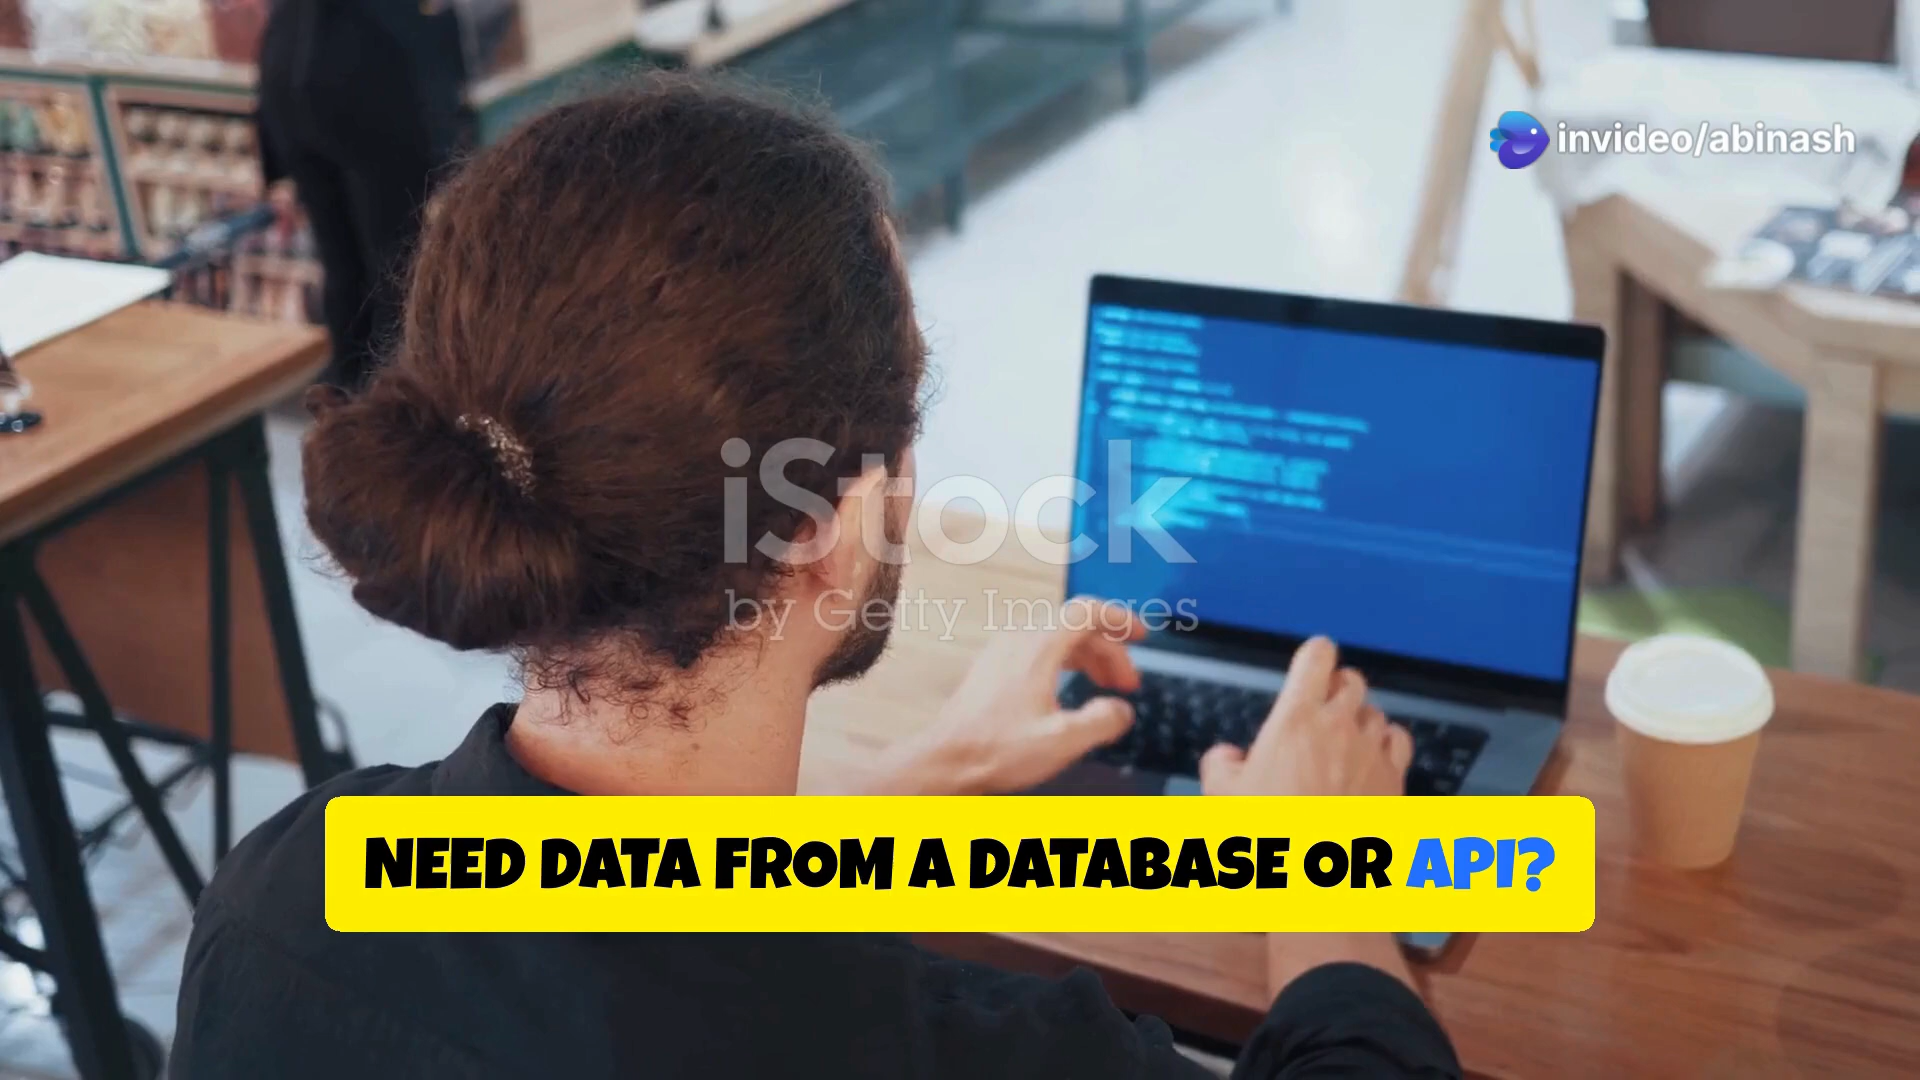 invideo/abinash
iStock
by Getty Images
NEED DATA FROM A DATABASE OR API?